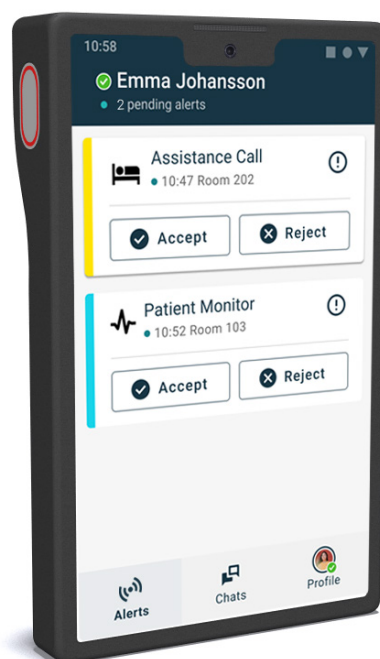 10:58
Emma Johansson
2 pending alerts
Assistance Call
10:47 Room 202
Accept
Reject
Patient Monitor
10:52 Room 103
Accept
Reject
Alerts
Chats
Profile